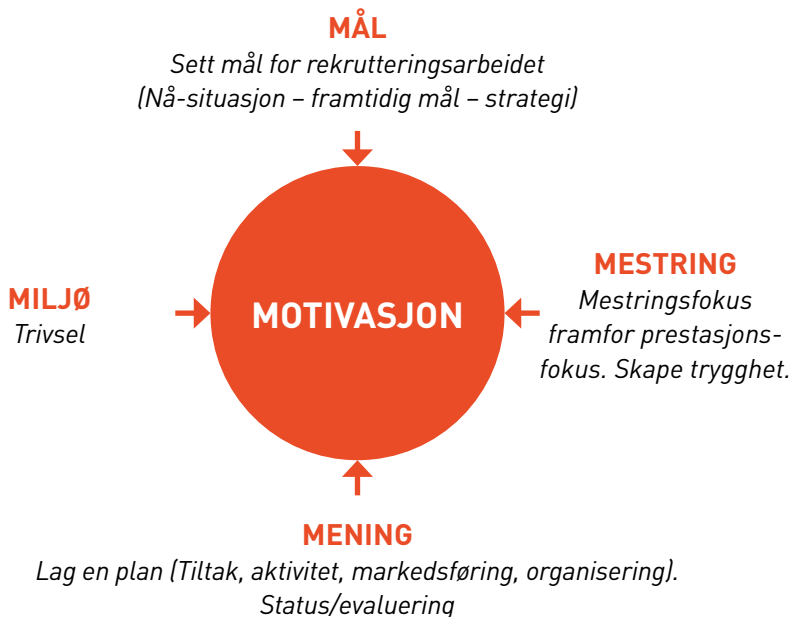 MÅL
Sett mål for rekrutteringsarbeidet
(Nå-situasjon – framtidig mål – strategi)
MILJØ
Trivsel
MOTIVASJON
MESTRING
Mestringsfokus
framfor prestasjons-
fokus. Skape trygghet.
MENING
Lag en plan (Tiltak, aktivitet, markedsføring, organisering).
Status/evaluering